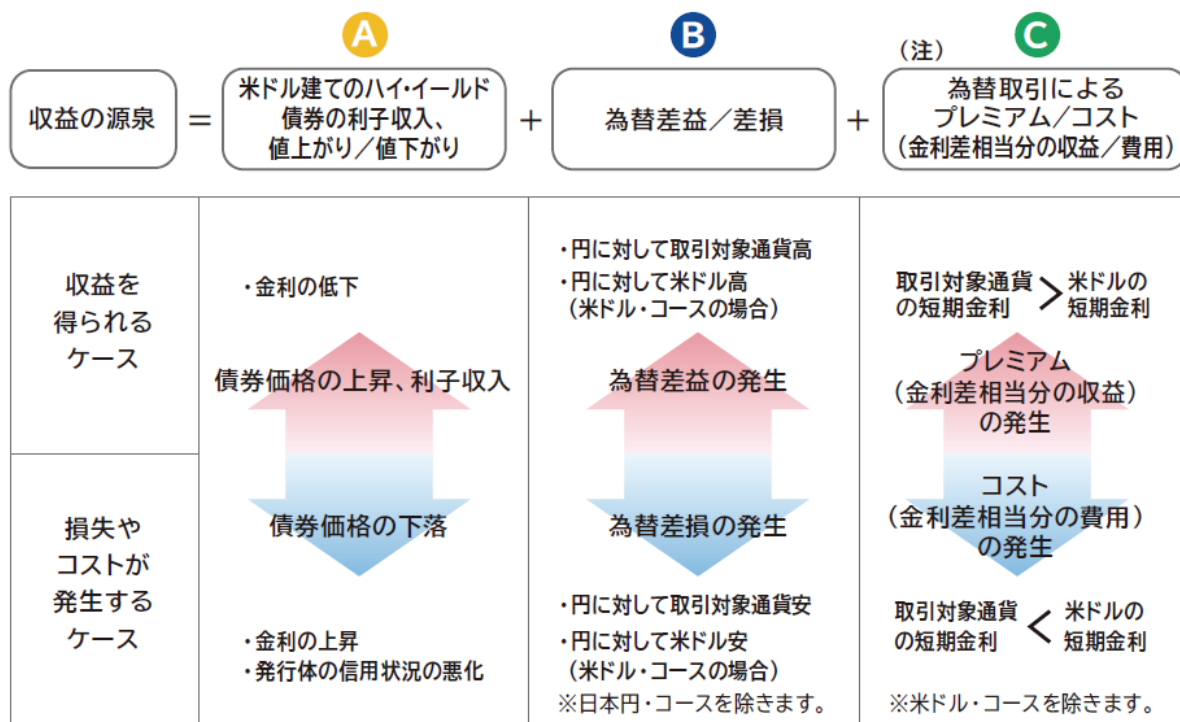 A
B
C
(注)
収益の源泉
=
米ドル建てのハイ・イールド
債券の利子収入、
値上がり/値下がり
+
為替差益/差損
+
為替取引による
プレミアム/コスト
(金利差相当分の収益/費用)
収益を
得られる
ケース
・金利の低下
債券価格の上昇、利子収入
・円に対して取引対象通貨高
・円に対して米ドル高
(米ドル・コースの場合)
為替差益の発生
取引対象通貨
の短期金利
>
米ドルの
短期金利
プレミアム
(金利差相当分の収益)
の発生
損失や
コストが
発生する
ケース
債券価格の下落
・金利の上昇
・発行体の信用状況の悪化
為替差損の発生
・円に対して取引対象通貨安
・円に対して米ドル安
(米ドル・コースの場合)
※日本円・コースを除きます。
コスト
(金利差相当分の費用)
の発生
取引対象通貨
の短期金利
<
米ドルの
短期金利
※米ドル・コースを除きます。